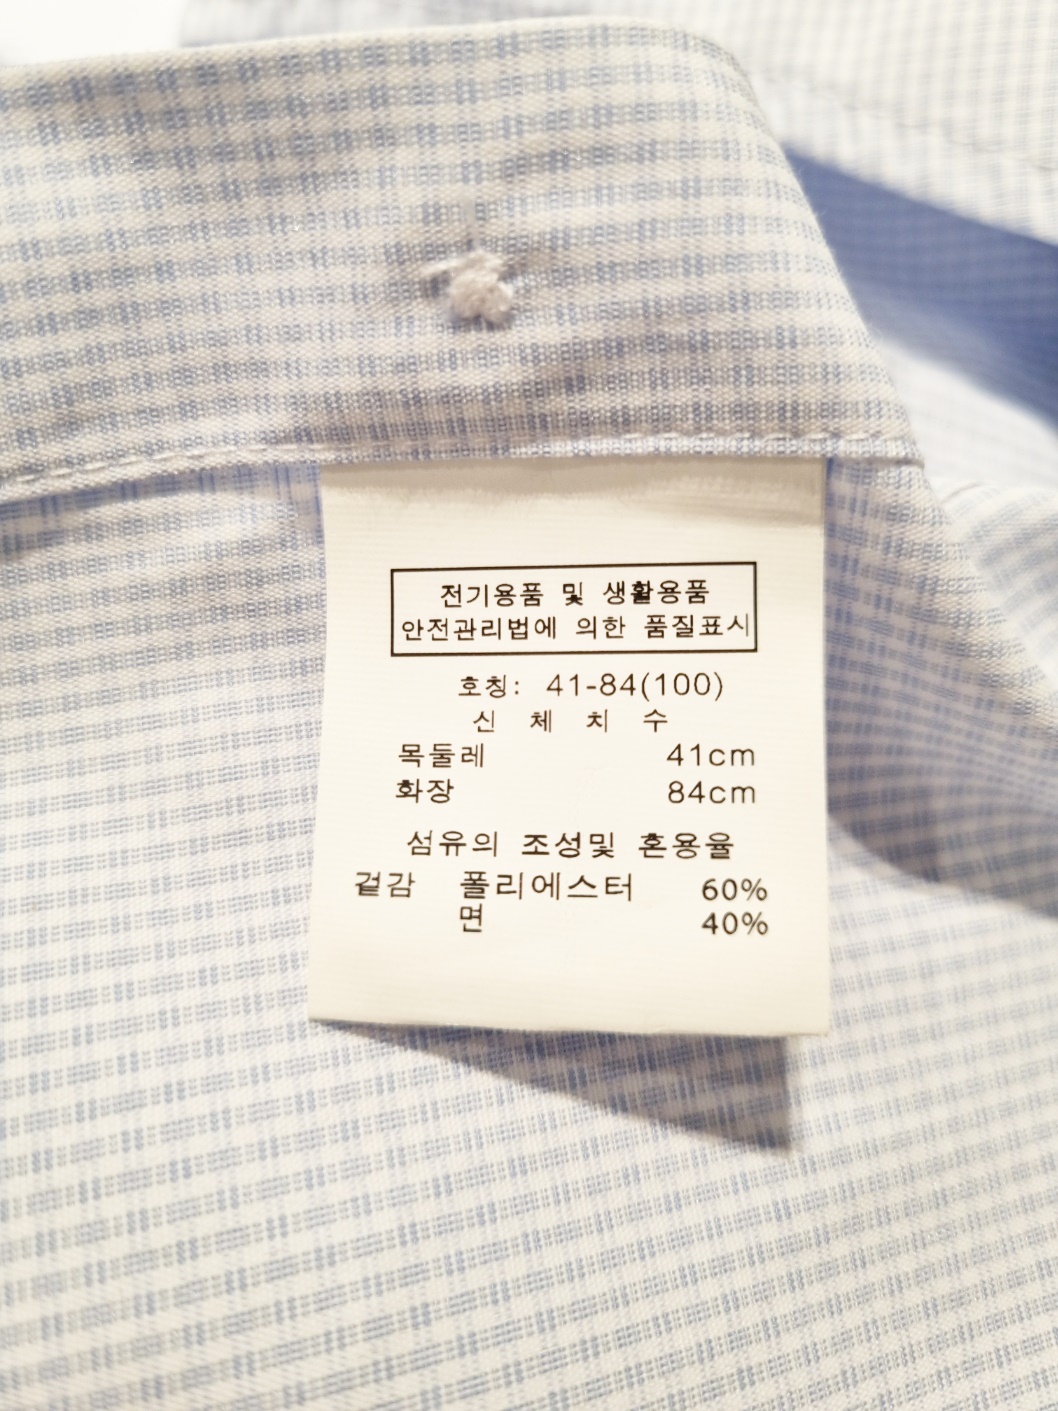 전기용품 및 생활용품
안전관리법에 의한 품질표시
호칭: 41-84(100)
신 체 치 수
목둘레 41cm
화장 84cm
섬유의 조성및 혼용율
겉감 폴리에스터 60%
면 40%